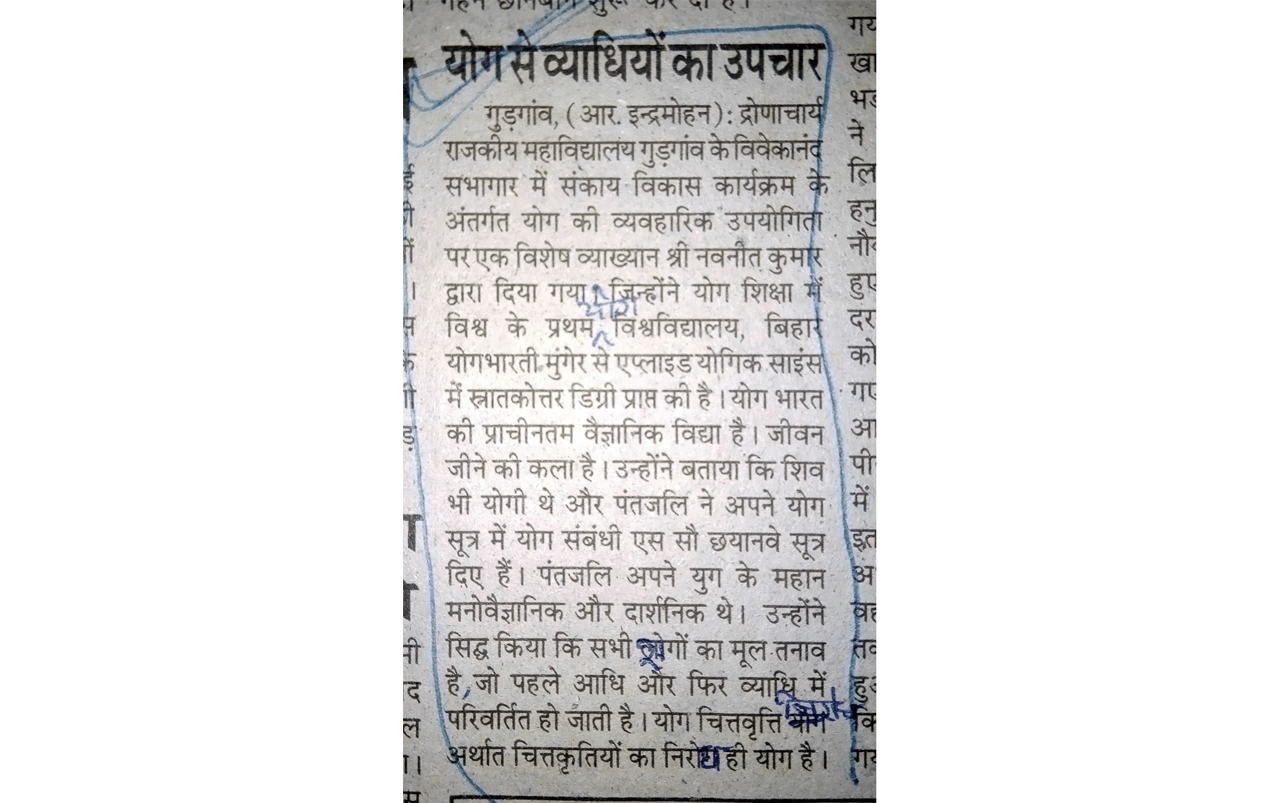 योग से व्याधियों का उपचार
गुड़गांव, (आर. इन्द्रमोहन): द्रोणाचार्य
राजकीय महाविद्यालय गुड़गांव के विवेकानंद
सभागार में संकाय विकास कार्यक्रम के
अंतर्गत योग की व्यवहारिक उपयोगिता
पर एक विशेष व्याख्यान श्री नवनीत कुमार
द्वारा दिया गया। जिन्होंने योग शिक्षा में
योग
विश्व के प्रथम विश्वविद्यालय, बिहार
योगभारती मुंगेर से एप्लाइड योगिक साइंस
में स्नातकोत्तर डिग्री प्राप्त की है। योग भारत
की प्राचीनतम वैज्ञानिक विद्या है। जीवन
जीने की कला है। उन्होंने बताया कि शिव
भी योगी थे और पंतजलि ने अपने योग
सूत्र में योग संबंधी एस सौ छयानवे सूत्र
दिए हैं। पंतजलि अपने युग के महान
मनोवैज्ञानिक और दार्शनिक थे। उन्होंने
सिद्ध किया कि सभी रोगों का मूल तनाव
है, जो पहले आधि और फिर व्याधि में
परिवर्तित हो जाती है। योग चित्तवृत्ति निरोध
अर्थात चित्तकृतियों का निरोध ही योग है।